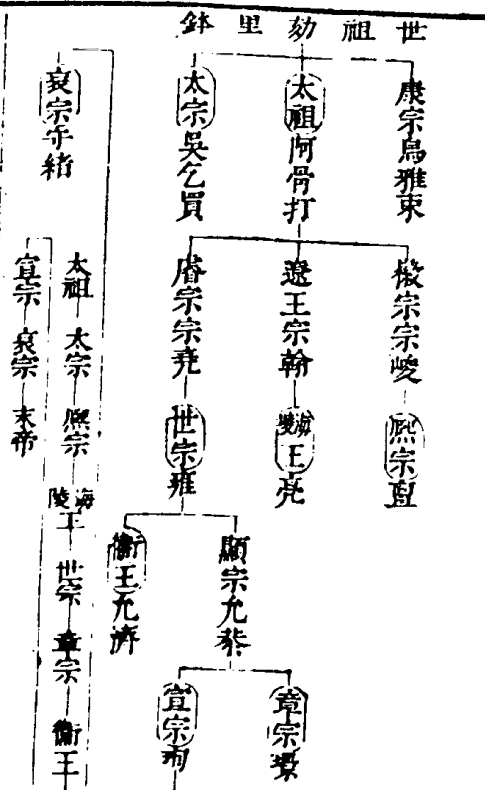 世祖劾里鉢
康宗烏雅束
太祖阿骨打
太宗吳乞買
徽宗宗峻
熙宗亶
遼王宗翰
海陵王亮
睿宗宗堯
世宗雍
顯宗允恭
衞王允濟
章宗璟
宣宗珣
哀宗守緒
太祖 太宗 熙宗 海陵王 世宗 章宗 衞王
宣宗 哀宗 末帝